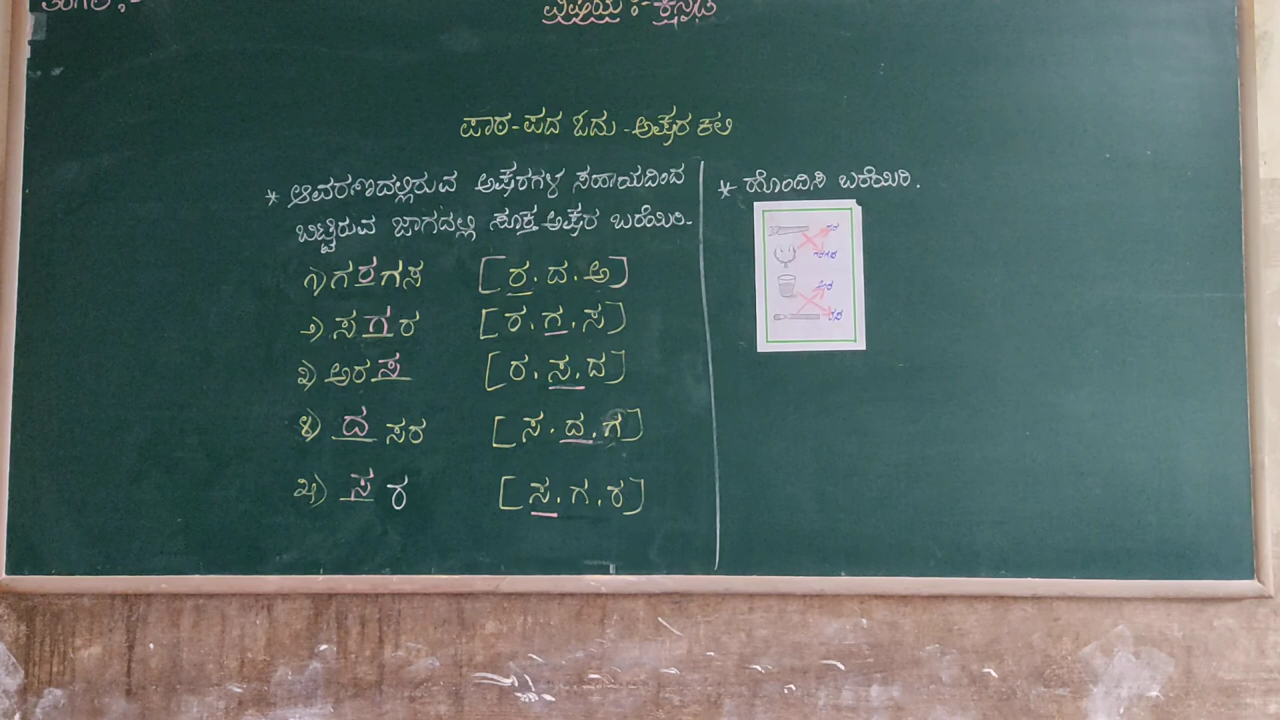 ವಿಷಯ :- ಕನ್ನಡ
ಪಾಠ-ಪದ ಓದು -ಅಕ್ಷರ ಕಲಿ
* ಆವರಣದಲ್ಲಿರುವ ಅಕ್ಷರಗಳ ಸಹಾಯದಿಂದ
ಬಿಟ್ಟಿರುವ ಜಾಗದಲ್ಲಿ ಸೂಕ್ತ ಅಕ್ಷರ ಬರೆಯಿರಿ.
೧) ಗರಗಸ [ರ. ದ. ಅ]
೨) ಸಗರ [ರ. ಗ. ಸ]
೩) ಅರಸ [ರ. ಸ. ದ]
೪) ದಸರ [ಸ. ದ. ಗ]
೫) ಸರ [ಸ. ಗ. ರ]
* ಹೊಂದಿಸಿ ಬರೆಯಿರಿ.